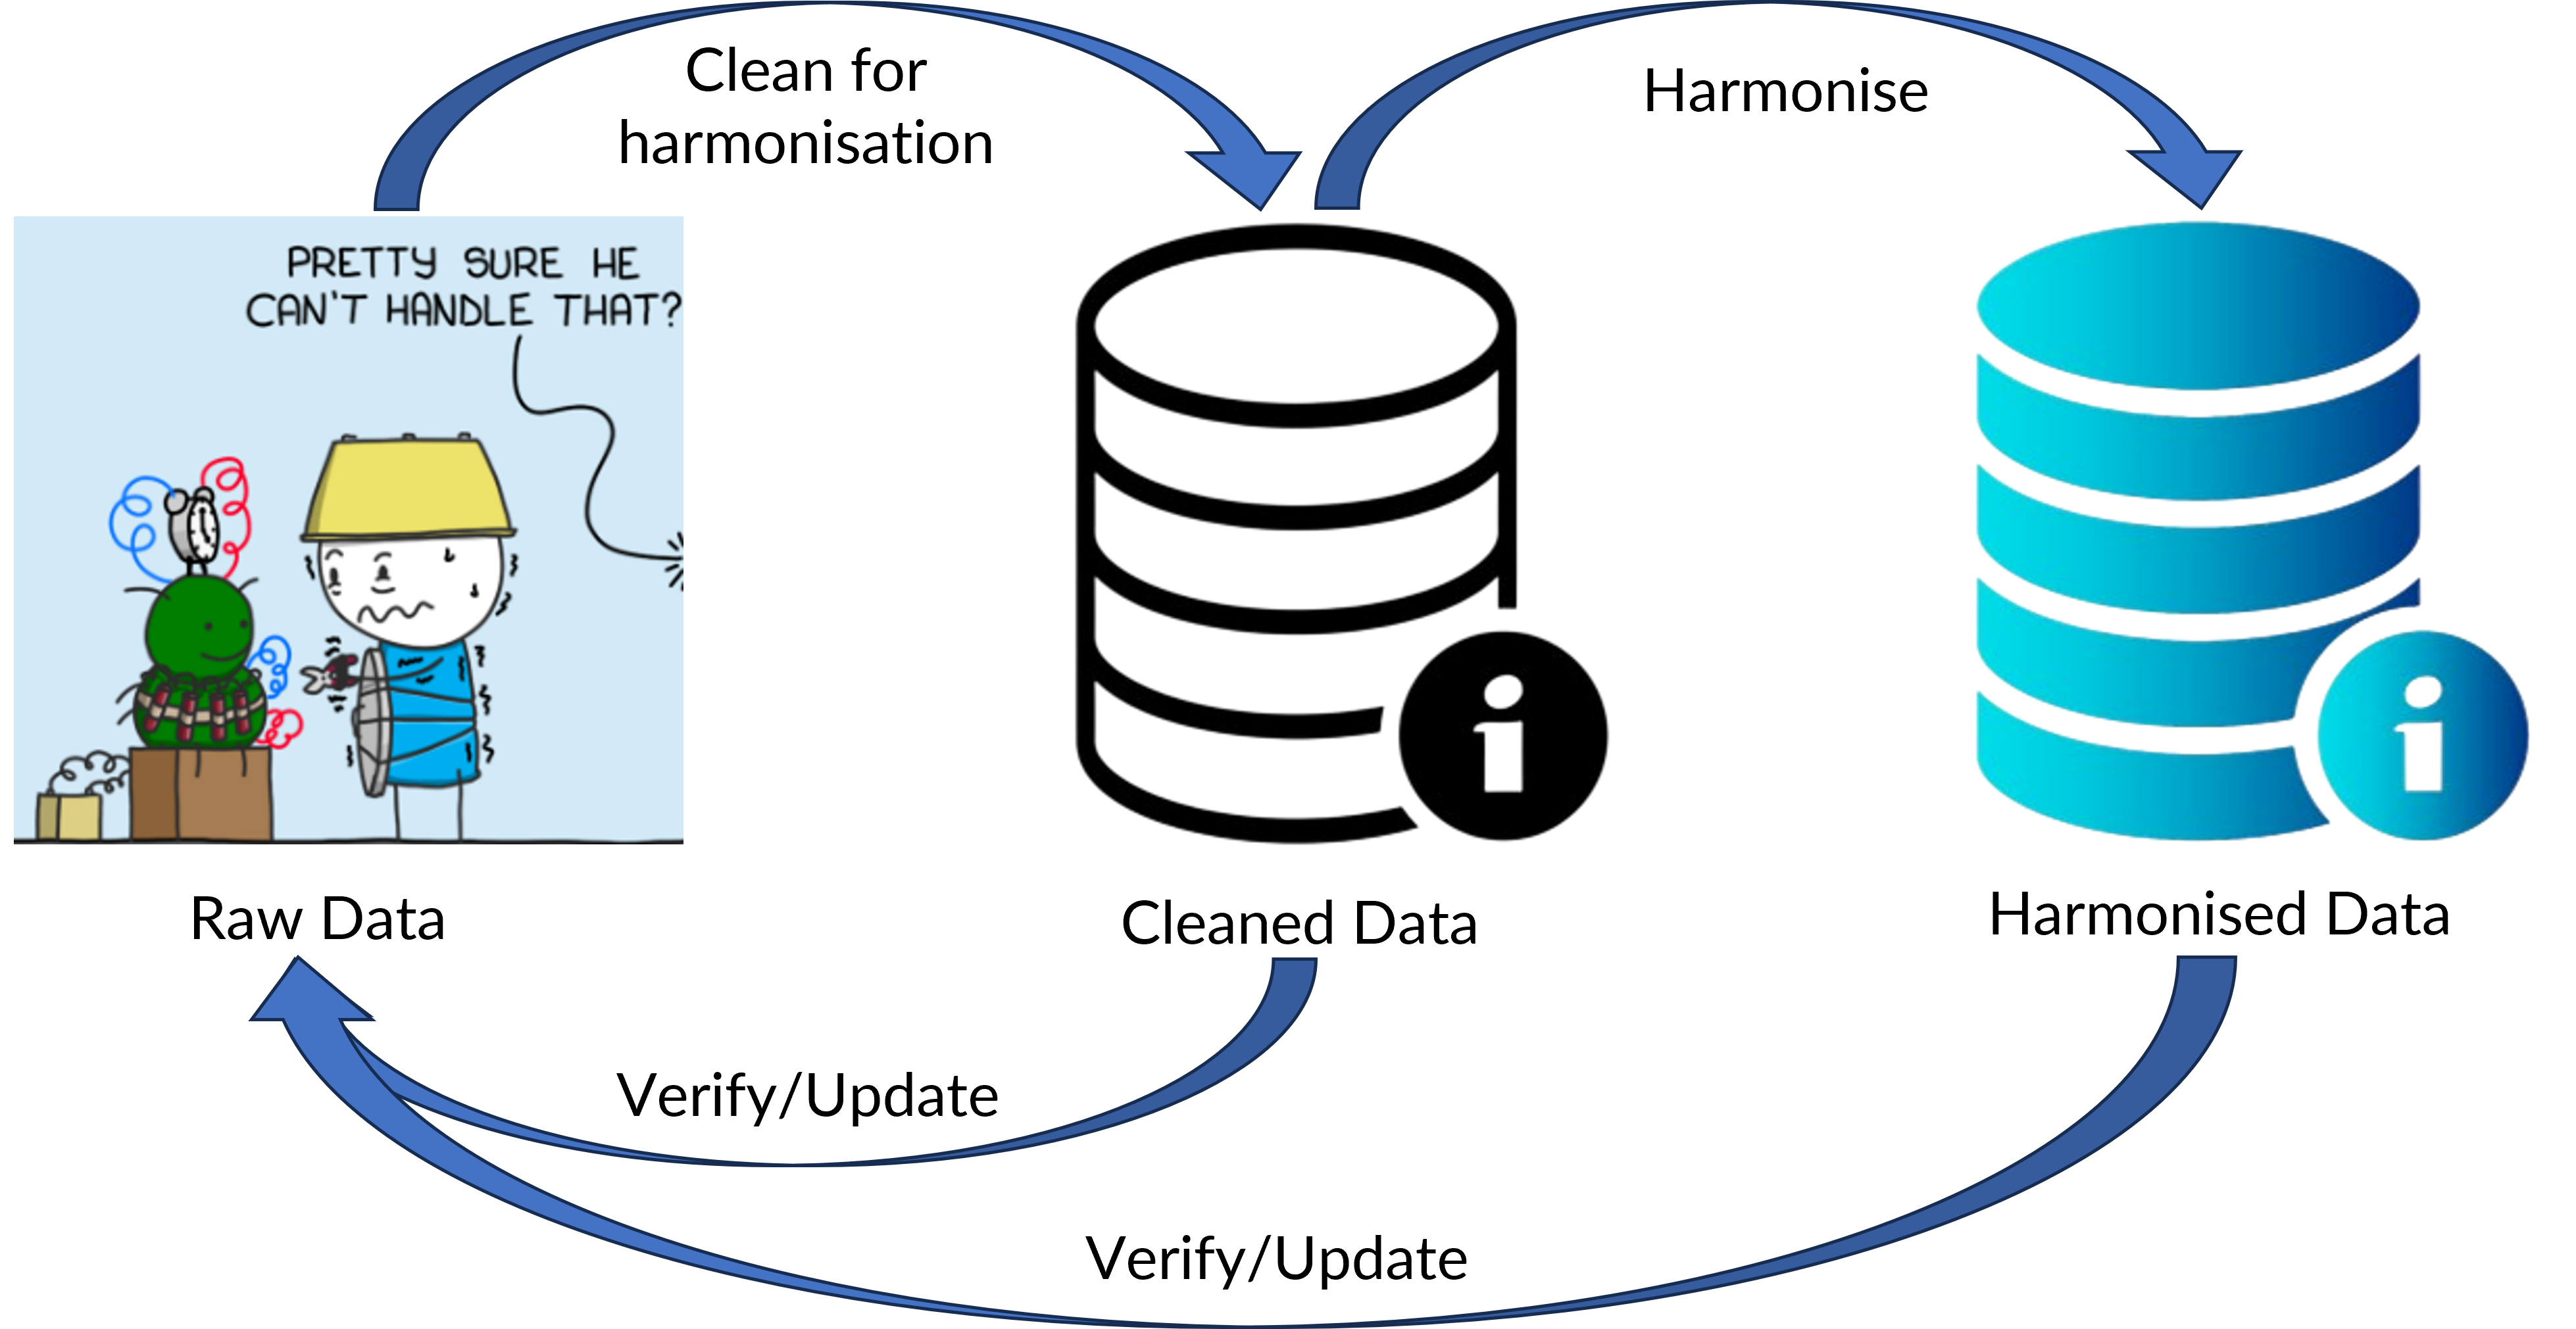 Clean for
harmonisation
Harmonise
PRETTY SURE HE
CAN'T HANDLE THAT?
i
i
Raw Data
Cleaned Data
Harmonised Data
Verify/Update
Verify/Update